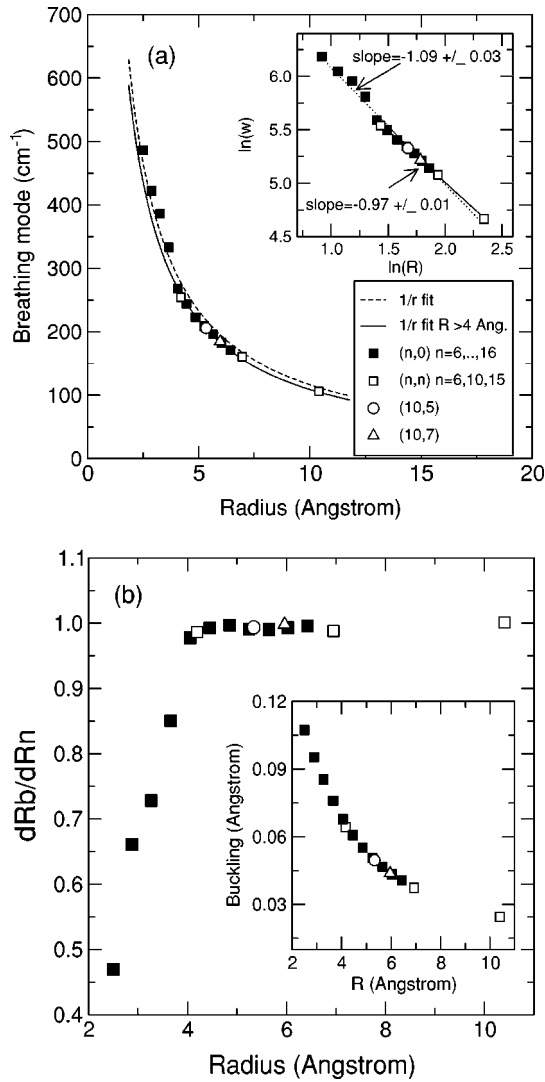 700
600
500
400
300
200
100
0
Breathing mode (cm⁻¹)
(a)
0
5
10
15
20
Radius (Angstrom)
6.5
6.0
5.5
5.0
4.5
ln(w)
slope=-1.09 +/_ 0.03
slope=-0.97 +/_ 0.01
1.0
1.5
2.0
2.5
ln(R)
1/r fit
1/r fit R >4 Ang.
(n,0) n=6,..,16
(n,n) n=6,10,15
(10,5)
(10,7)
1.1
1.0
0.9
0.8
0.7
0.6
0.5
0.4
dRb/dRn
(b)
2
4
6
8
10
Radius (Angstrom)
0.12
0.09
0.06
0.03
Buckling (Angstrom)
2
4
6
8
10
R (Angstrom)